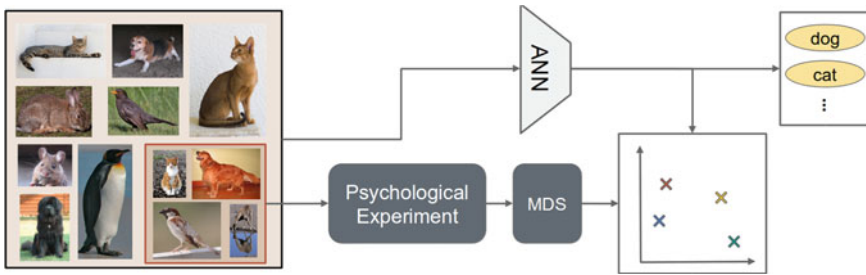 ANN
dog
cat
...
Psychological
Experiment
MDS